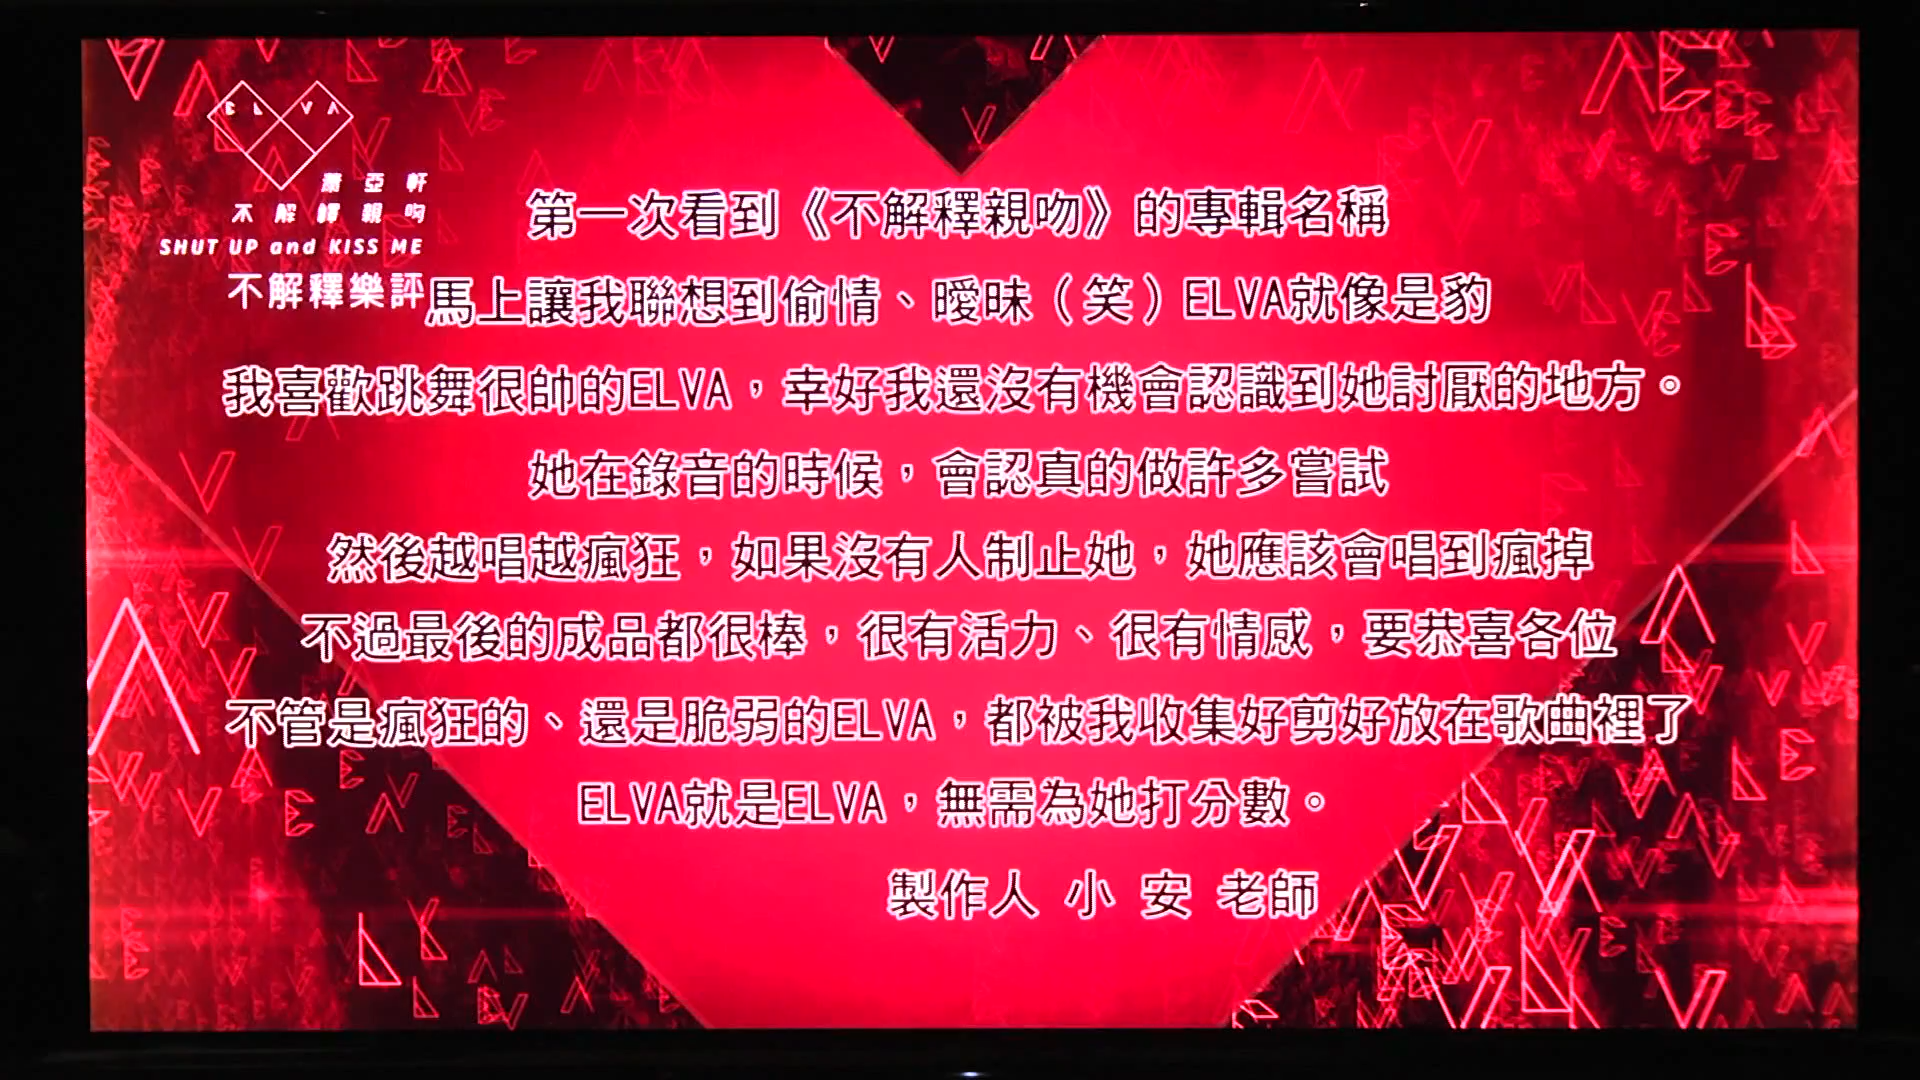 ELVA
蕭亞軒
不解釋親吻
SHUT UP and KISS ME
不解釋樂評
第一次看到《不解釋親吻》的專輯名稱
馬上讓我聯想到偷情、曖昧（笑）ELVA就像是豹
我喜歡跳舞很帥的ELVA，幸好我還沒有機會認識到她討厭的地方。
她在錄音的時候，會認真的做許多嘗試
然後越唱越瘋狂，如果沒有人制止她，她應該會唱到瘋掉
不過最後的成品都很棒，很有活力、很有情感，要恭喜各位
不管是瘋狂的、還是脆弱的ELVA，都被我收集好剪好放在歌曲裡了
ELVA就是ELVA，無需為她打分數。
製作人 小 安 老師